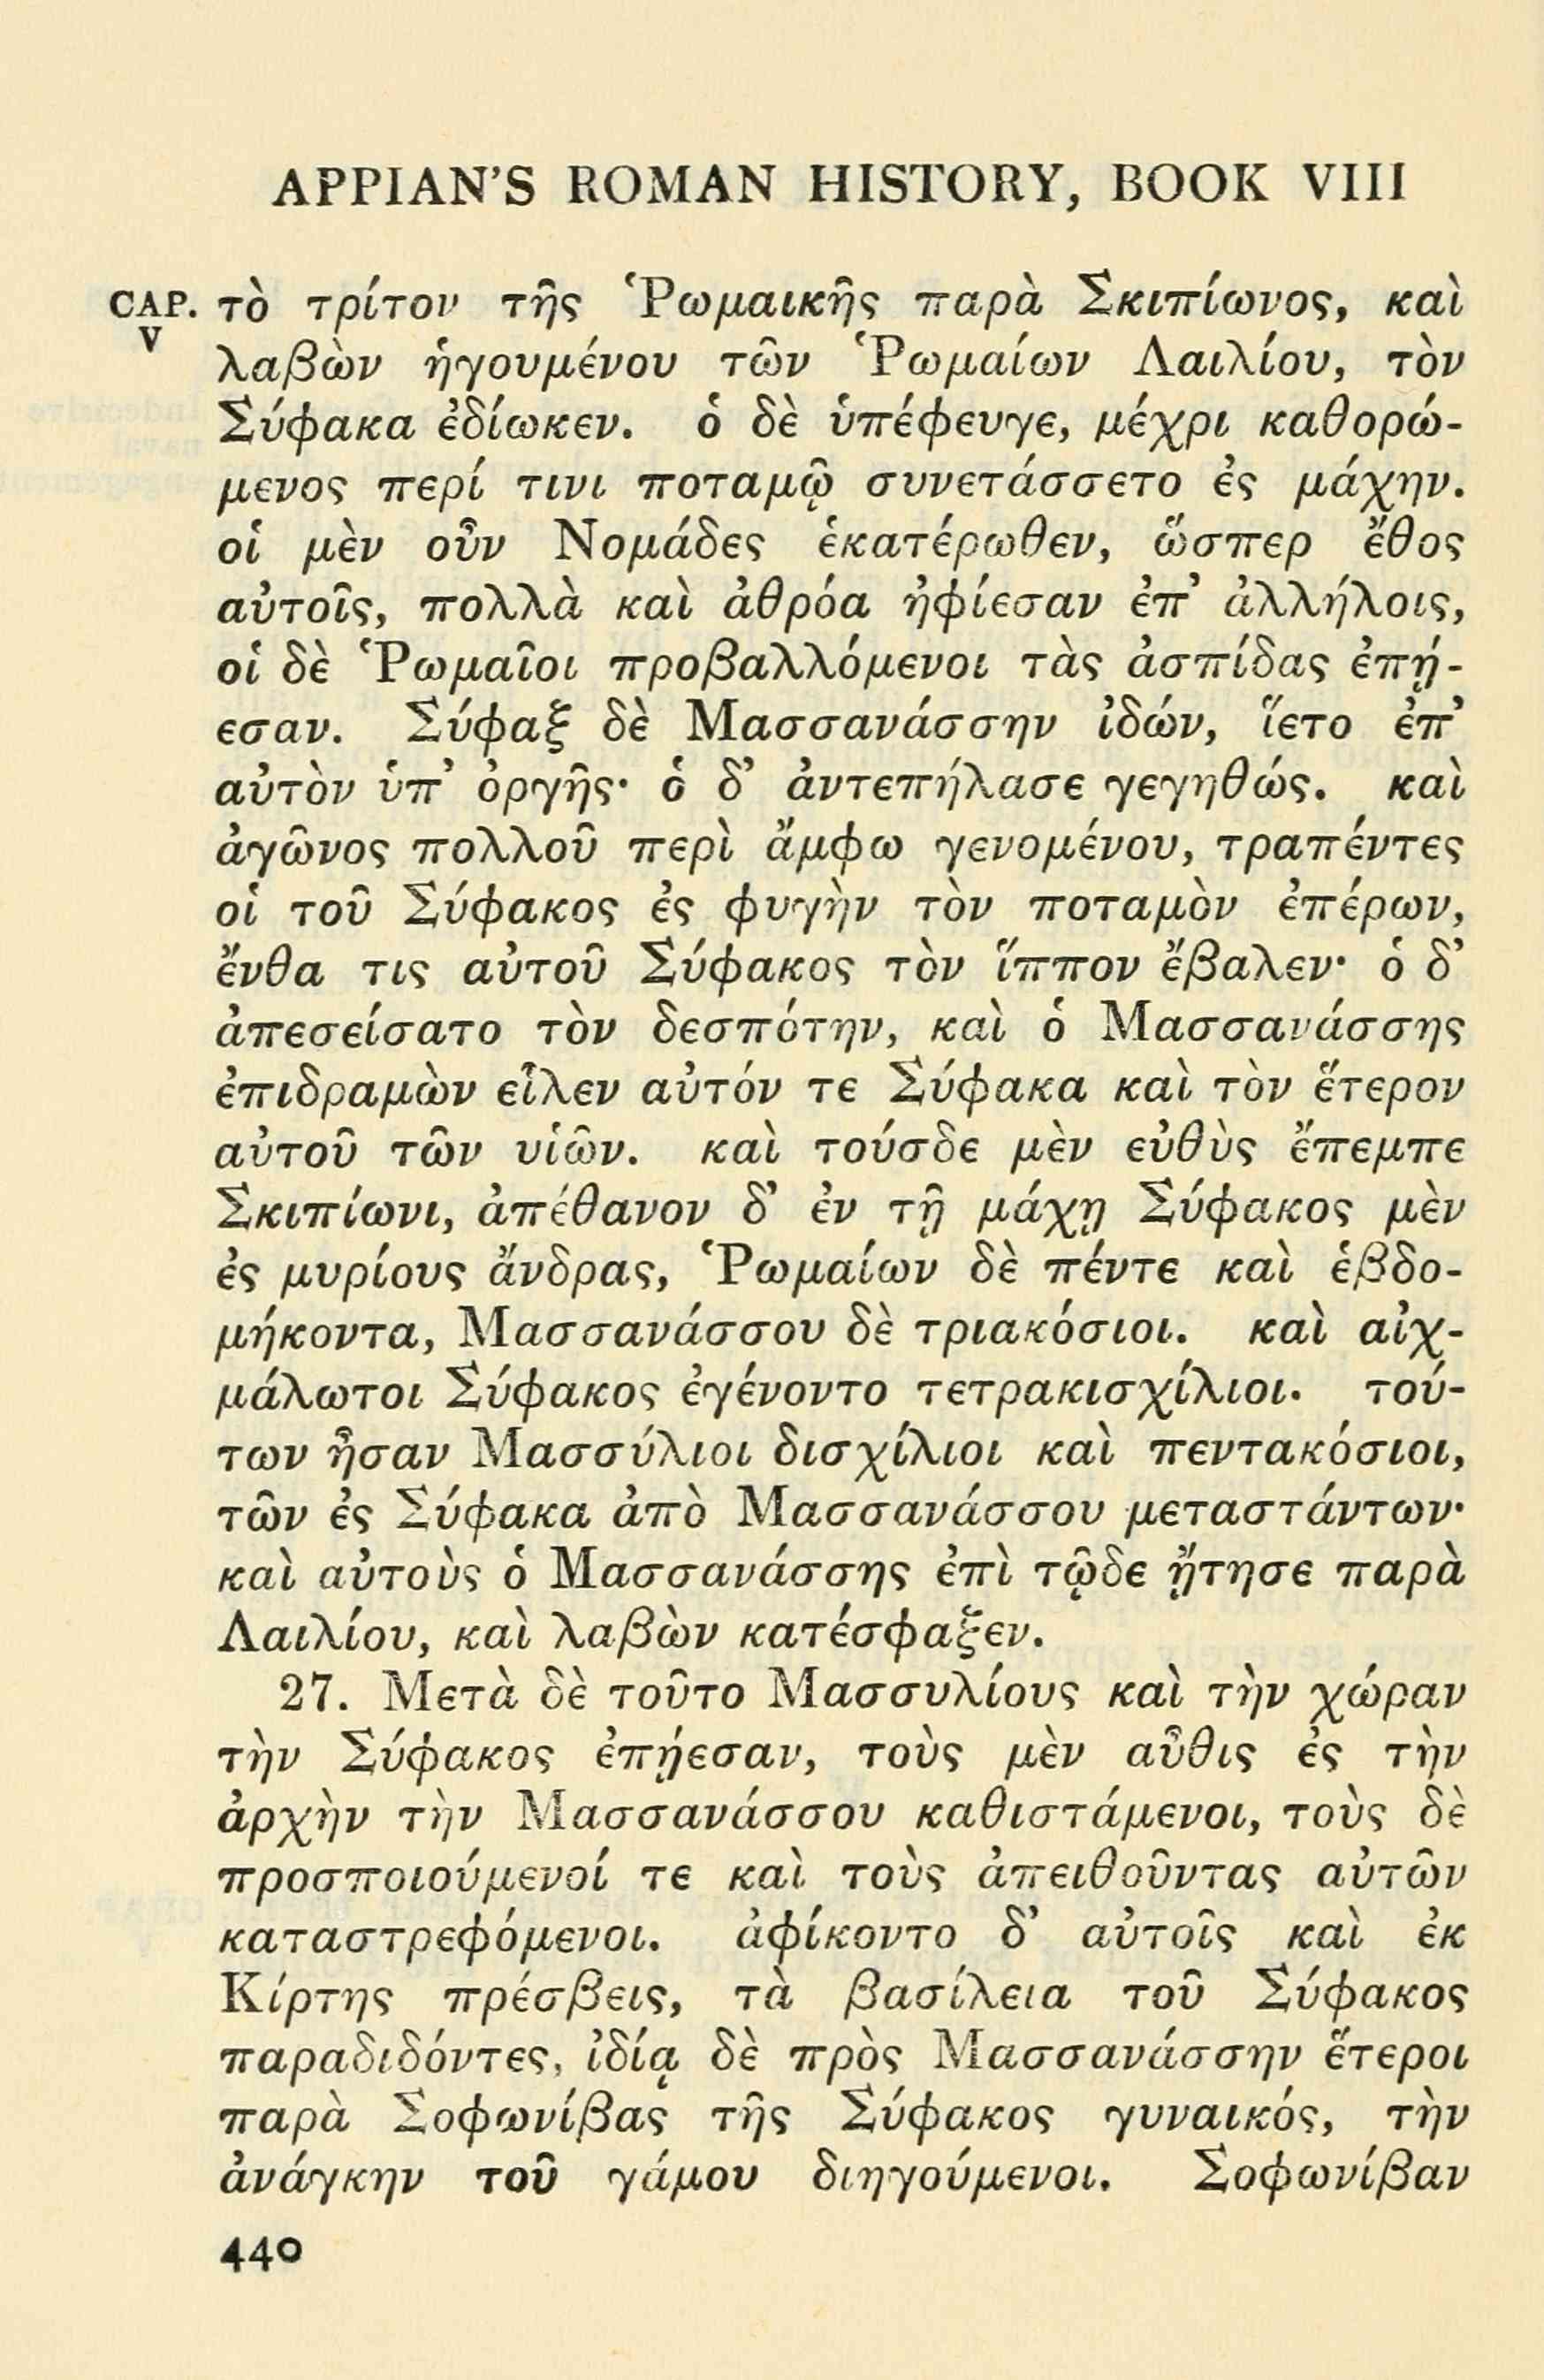 APPIAN'S ROMAN HISTORY, BOOK VIII
CAP. τὸ τρίτον τῆς Ῥωμαικῆς παρὰ Σκιπίωνος, καὶ
V
λαβὼν ἡγουμένου τῶν Ῥωμαίων Λαιλίου, τὸν
Σύφακα ἐδίωκεν. ὁ δὲ ὑπέφευγε, μέχρι καθορώ-
μενος περί τινι ποταμῷ συνετάσσετο ἐς μάχην.
οἱ μὲν οὖν Νομάδες ἑκατέρωθεν, ὥσπερ ἔθος
αὐτοῖς, πολλὰ καὶ ἀθρόα ἠφίεσαν ἐπ' ἀλλήλοις,
οἱ δὲ Ῥωμαῖοι προβαλλόμενοι τὰς ἀσπίδας ἐπῄ-
εσαν. Σύφαξ δὲ Μασσανάσσην ἰδών, ἵετο ἐπ'
αὐτὸν ὑπ' ὀργῆς· ὁ δ' ἀντεπήλασε γεγηθώς. καὶ
ἀγῶνος πολλοῦ περὶ ἄμφω γενομένου, τραπέντες
οἱ τοῦ Σύφακος ἐς φυγὴν τὸν ποταμὸν ἐπέρων,
ἔνθα τις αὐτοῦ Σύφακος τὸν ἵππον ἔβαλεν· ὁ δ'
ἀπεσείσατο τὸν δεσπότην, καὶ ὁ Μασσανάσσης
ἐπιδραμὼν εἷλεν αὐτόν τε Σύφακα καὶ τὸν ἕτερον
αὐτοῦ τῶν υἱῶν. καὶ τούσδε μὲν εὐθὺς ἔπεμπε
Σκιπίωνι, ἀπέθανον δ' ἐν τῇ μάχῃ Σύφακος μὲν
ἐς μυρίους ἄνδρας, Ῥωμαίων δὲ πέντε καὶ ἑβδο-
μήκοντα, Μασσανάσσου δὲ τριακόσιοι. καὶ αἰχ-
μάλωτοι Σύφακος ἐγένοντο τετρακισχίλιοι. τού-
των ἦσαν Μασσύλιοι δισχίλιοι καὶ πεντακόσιοι,
τῶν ἐς Σύφακα ἀπὸ Μασσανάσσου μεταστάντων·
καὶ αὐτοὺς ὁ Μασσανάσσης ἐπὶ τῷδε ᾔτησε παρὰ
Λαιλίου, καὶ λαβὼν κατέσφαξεν.
27. Μετὰ δὲ τοῦτο Μασσυλίους καὶ τὴν χώραν
τὴν Σύφακος ἐπῄεσαν, τοὺς μὲν αὖθις ἐς τὴν
ἀρχὴν τὴν Μασσανάσσου καθιστάμενοι, τοὺς δὲ
προσποιούμενοί τε καὶ τοὺς ἀπειθοῦντας αὐτῶν
καταστρεφόμενοι. ἀφίκοντο δ' αὐτοῖς καὶ ἐκ
Κίρτης πρέσβεις, τὰ βασίλεια τοῦ Σύφακος
παραδιδόντες, ἰδίᾳ δὲ πρὸς Μασσανάσσην ἕτεροι
παρὰ Σοφωνίβας τῆς Σύφακος γυναικός, τὴν
ἀνάγκην τοῦ γάμου διηγούμενοι. Σοφωνίβαν
440